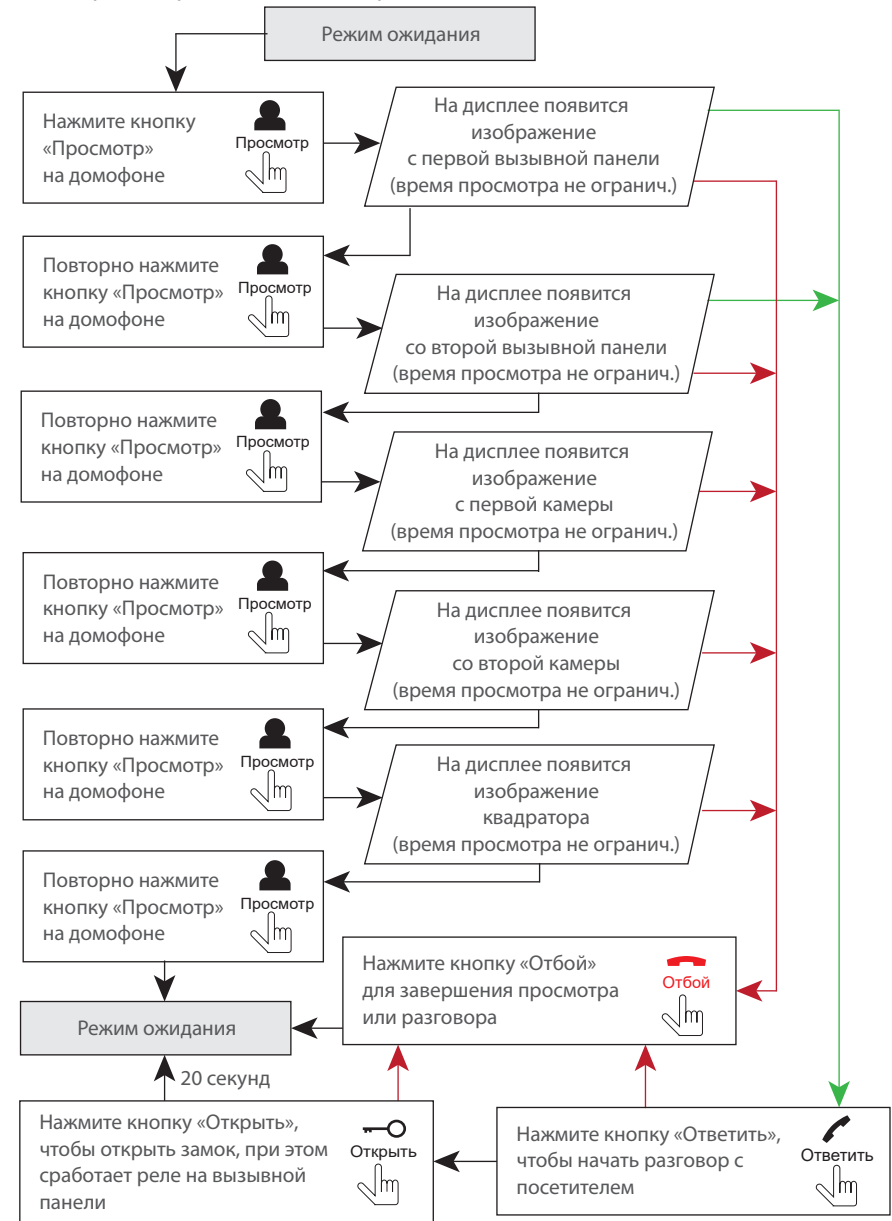 Режим ожидания
Нажмите кнопку
«Просмотр»
на домофоне
Просмотр
На дисплее появится
изображение
с первой вызывной панели
(время просмотра не огранич.)
Повторно нажмите
кнопку «Просмотр»
на домофоне
Просмотр
На дисплее появится
изображение
со второй вызывной панели
(время просмотра не огранич.)
Повторно нажмите
кнопку «Просмотр»
на домофоне
Просмотр
На дисплее появится
изображение
с первой камеры
(время просмотра не огранич.)
Повторно нажмите
кнопку «Просмотр»
на домофоне
Просмотр
На дисплее появится
изображение
со второй камеры
(время просмотра не огранич.)
Повторно нажмите
кнопку «Просмотр»
на домофоне
Просмотр
На дисплее появится
изображение
квадратора
(время просмотра не огранич.)
Повторно нажмите
кнопку «Просмотр»
на домофоне
Просмотр
Нажмите кнопку «Отбой»
для завершения просмотра
или разговора
Отбой
Режим ожидания
20 секунд
Нажмите кнопку «Открыть»,
чтобы открыть замок, при этом
сработает реле на вызывной
панели
Открыть
Нажмите кнопку «Ответить»,
чтобы начать разговор с
посетителем
Ответить